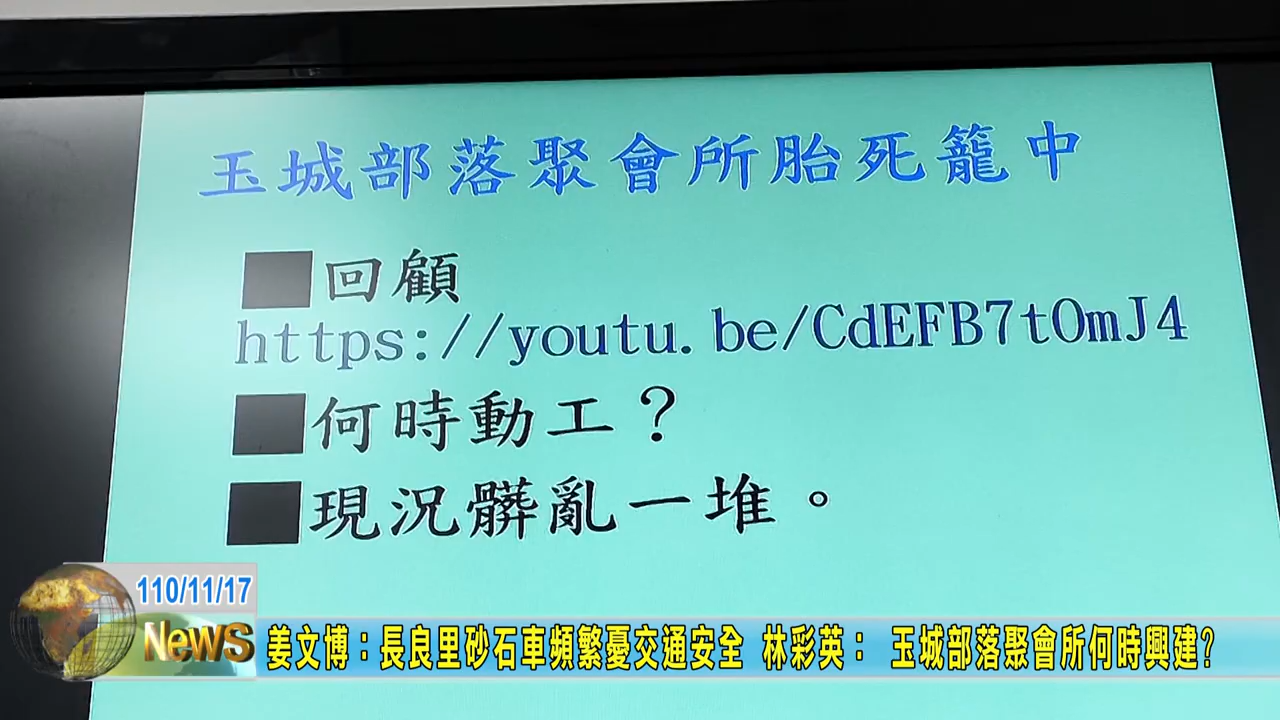 玉城部落聚會所胎死籠中
回顧
https://youtu.be/CdEFB7tOmJ4
何時動工？
現況髒亂一堆。
110/11/17
News
姜文博：長良里砂石車頻繁憂交通安全 林彩英： 玉城部落聚會所何時興建?